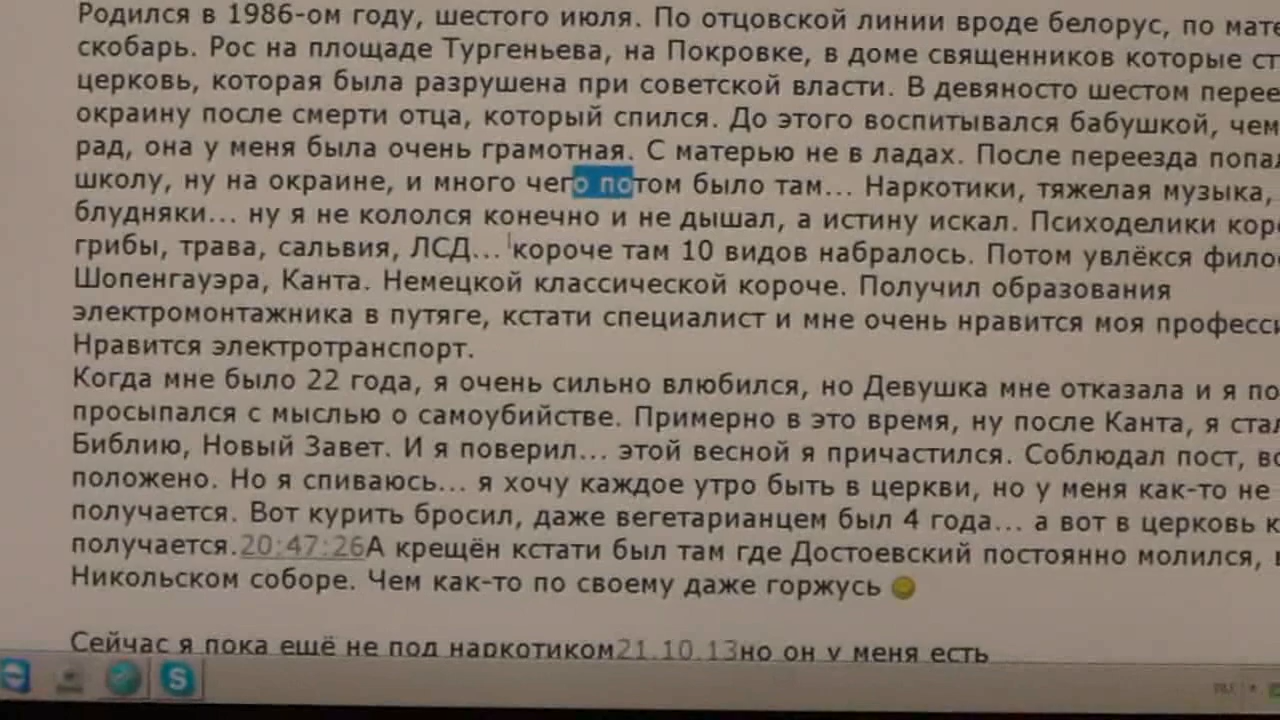 Родился в 1986-ом году, шестого июля. По отцовской линии вроде белорус, по мате
скобарь. Рос на площаде Тургеньева, на Покровке, в доме священников которые ст
церковь, которая была разрушена при советской власти. В девяносто шестом перее
окраину после смерти отца, который спился. До этого воспитывался бабушкой, чем
рад, она у меня была очень грамотная. С матерью не в ладах. После переезда попал
школу, ну на окраине, и много чего потом было там... Наркотики, тяжелая музыка,
блудняки... ну я не кололся конечно и не дышал, а истину искал. Психоделики кор
грибы, трава, сальвия, ЛСД... короче там 10 видов набралось. Потом увлёкся фило
Шопенгауэра, Канта. Немецкой классической короче. Получил образования
электромонтажника в путяге, кстати специалист и мне очень нравится моя професси
Нравится электротранспорт.
Когда мне было 22 года, я очень сильно влюбился, но Девушка мне отказала и я по
просыпался с мыслью о самоубийстве. Примерно в это время, ну после Канта, я стал
Библию, Новый Завет. И я поверил... этой весной я причастился. Соблюдал пост, вс
положено. Но я спиваюсь... я хочу каждое утро быть в церкви, но у меня как-то не
получается. Вот курить бросил, даже вегетарианцем был 4 года... а вот в церковь к
получается.20:47:26А крещён кстати был там где Достоевский постоянно молился, в
Никольском соборе. Чем как-то по своему даже горжусь
Сейчас я пока ещё не под наркотиком21.10.13но он у меня есть
RU